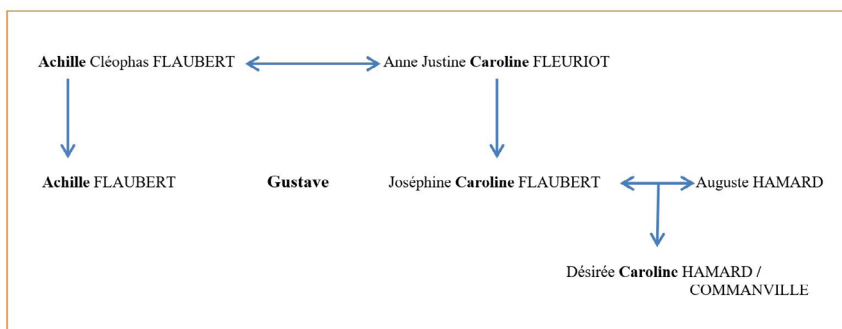 Achille Cléophas FLAUBERT Anne Justine Caroline FLEURIOT
Achille FLAUBERT Gustave Joséphine Caroline FLAUBERT Auguste HAMARD
Désirée Caroline HAMARD /
COMMANVILLE